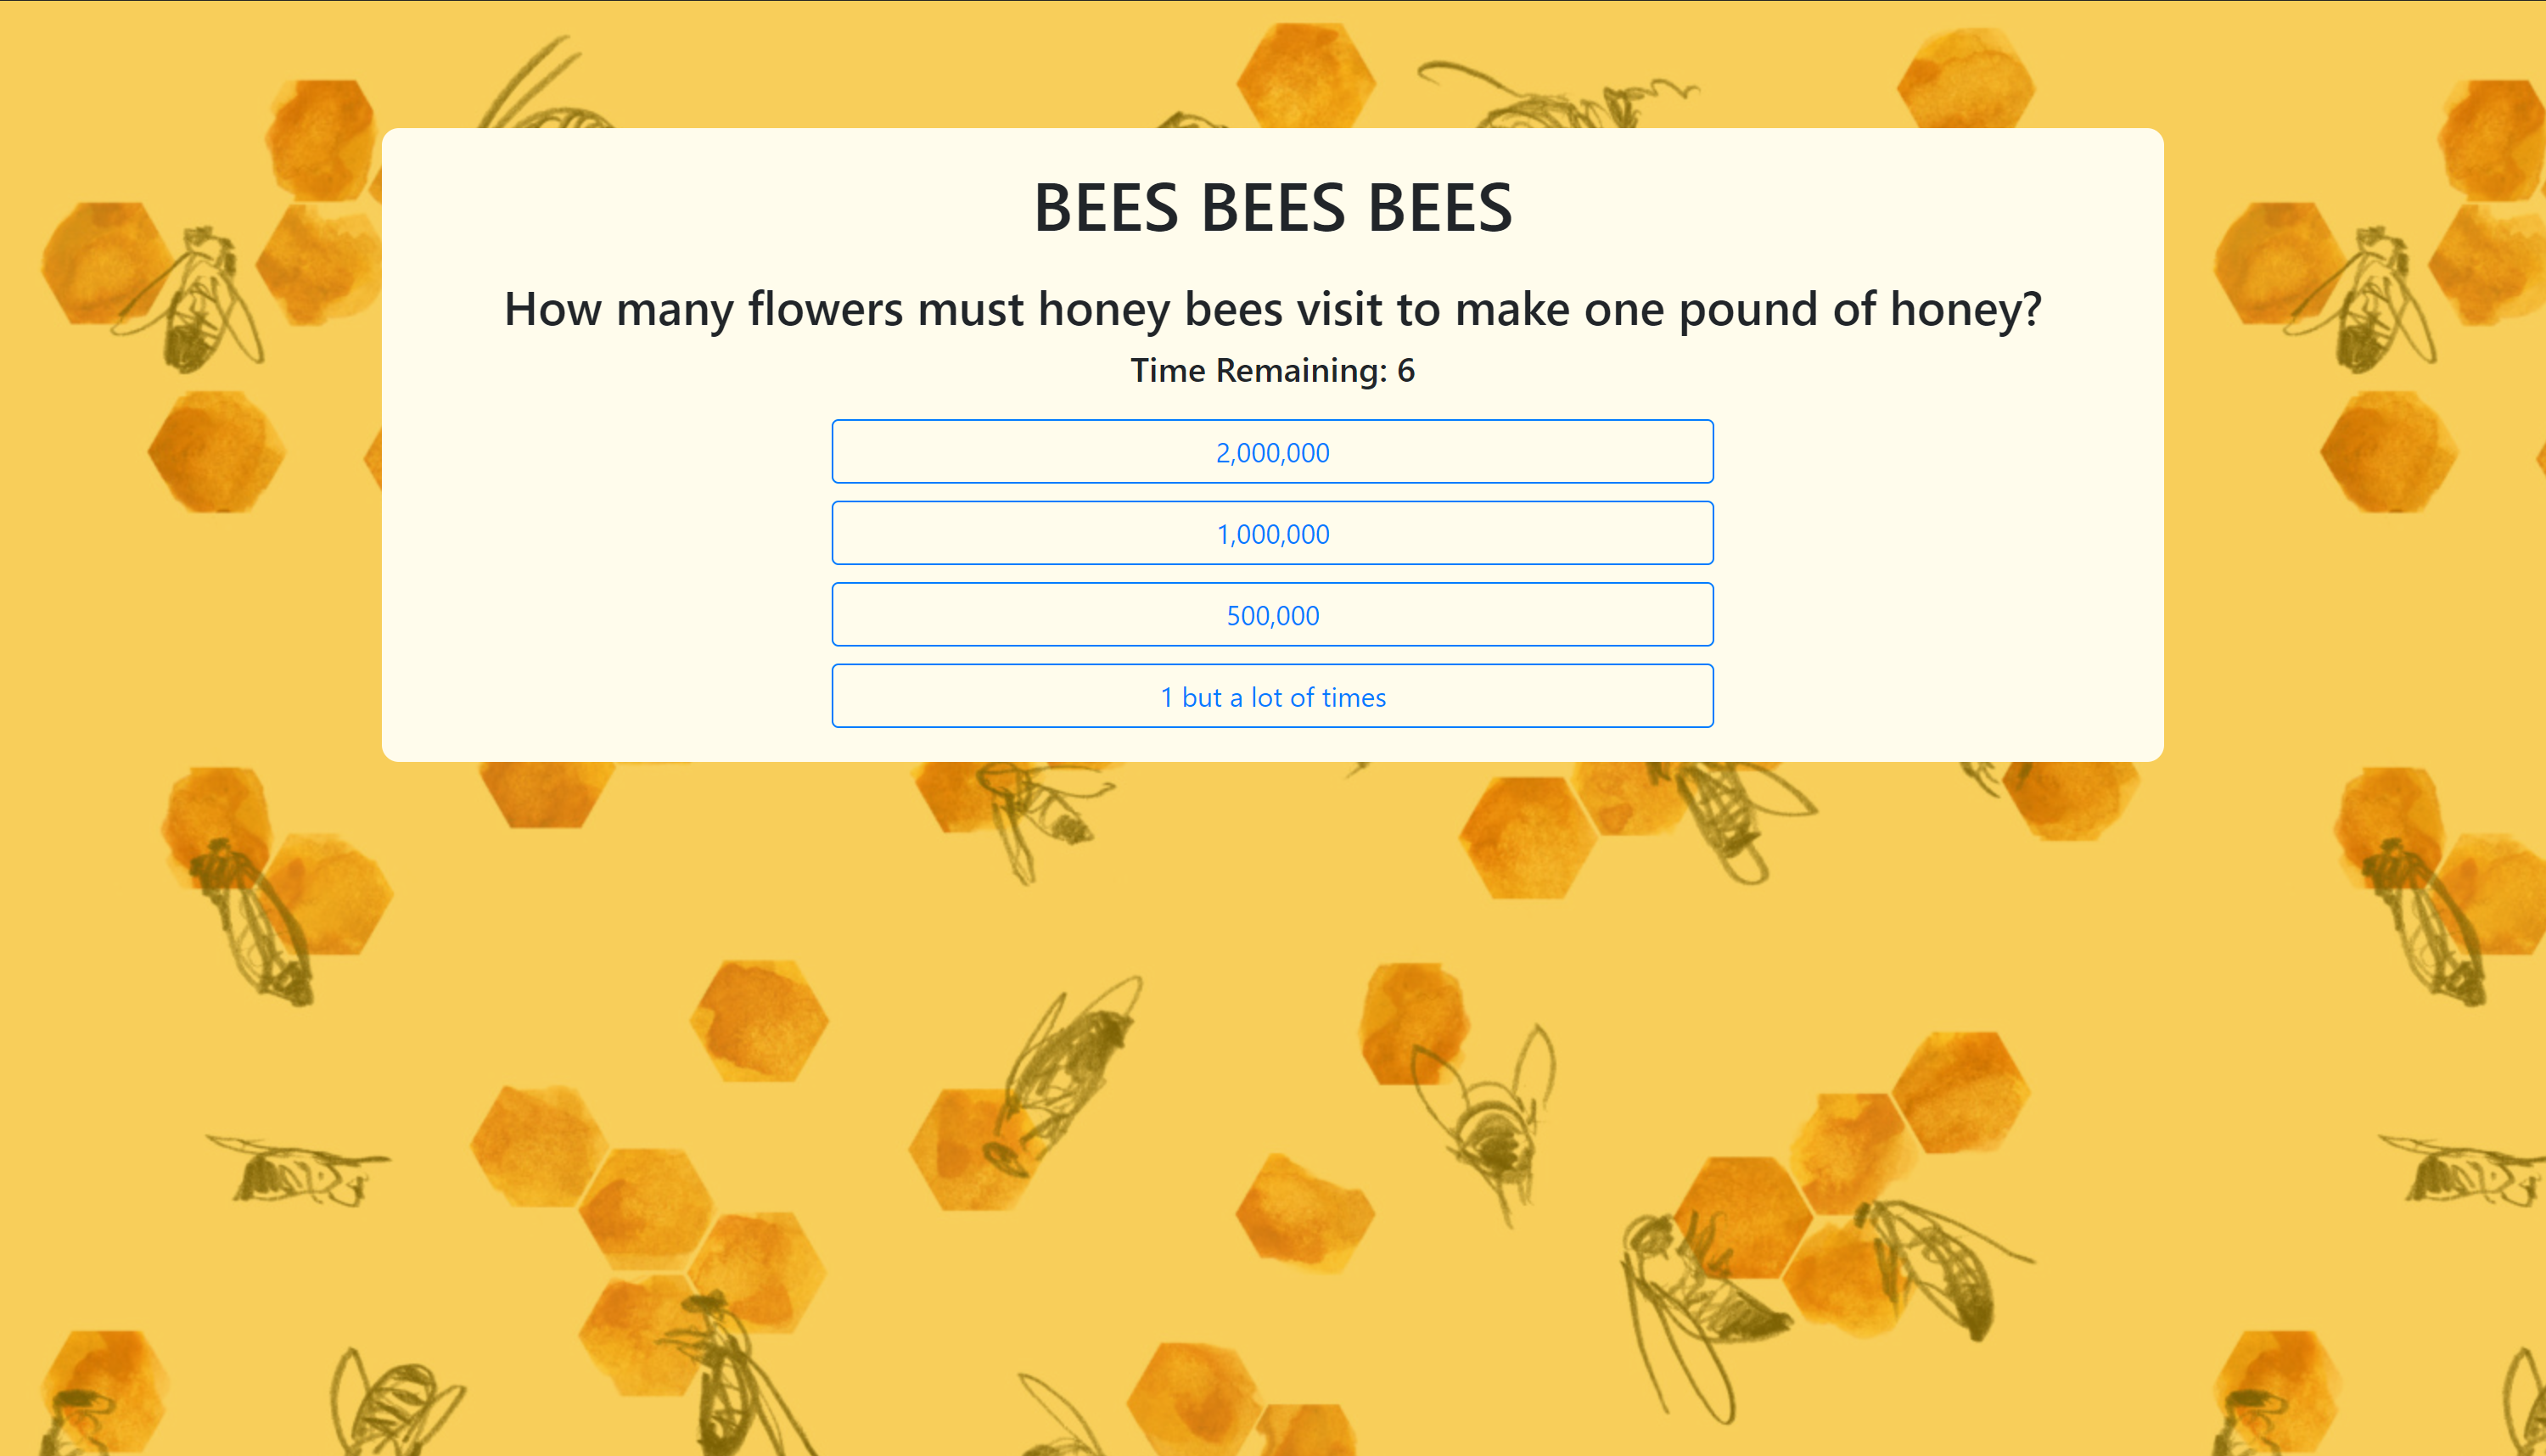 BEES BEES BEES
How many flowers must honey bees visit to make one pound of honey?
Time Remaining: 6
2,000,000
1,000,000
500,000
1 but a lot of times